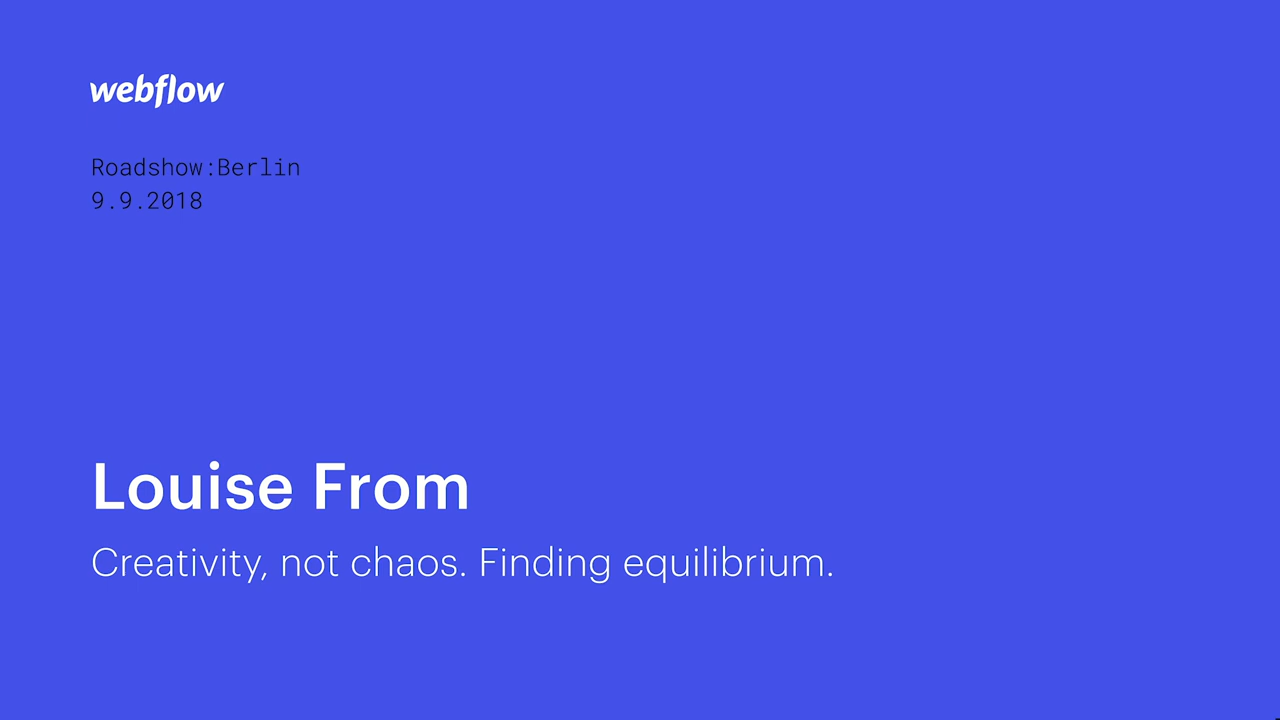 webflow
Roadshow:Berlin
9.9.2018
Louise From
Creativity, not chaos. Finding equilibrium.